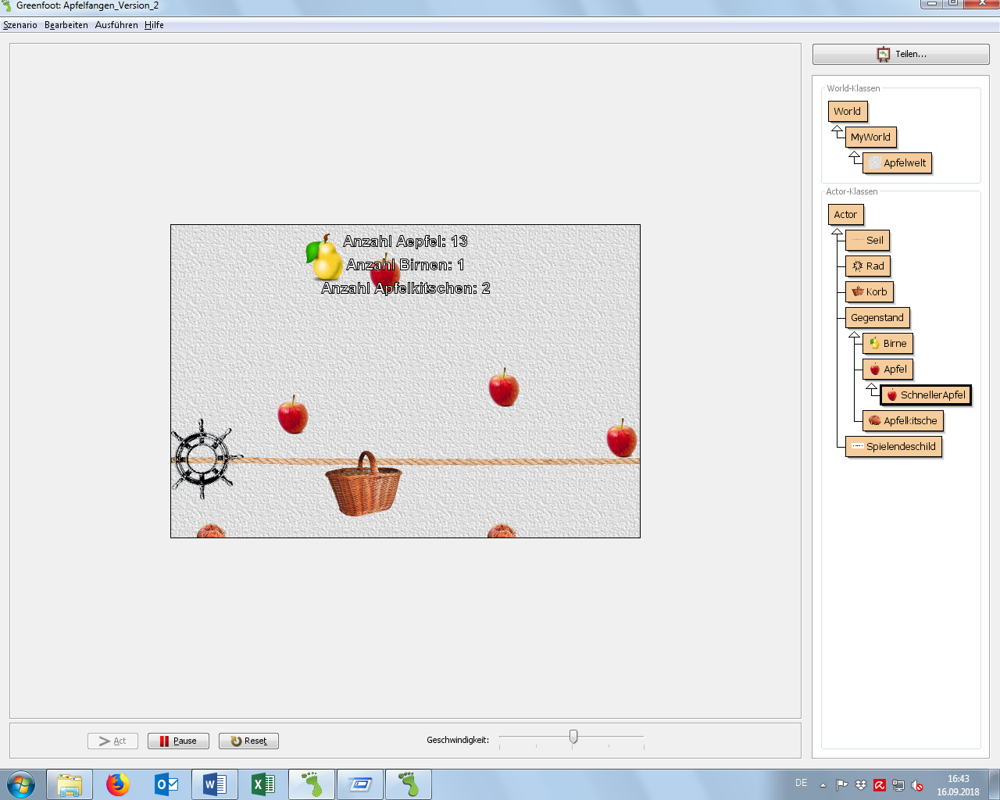 Greenfoot: Apfelfangen_Version_2
Szenario Bearbeiten Ausführen Hilfe
Teilen...
World-Klassen
World
MyWorld
Apfelwelt
Actor-Klassen
Actor
Seil
Rad
Korb
Gegenstand
Birne
Apfel
SchnellerApfel
Apfelkitsche
Spielendeschild
Anzahl Aepfel: 13
Anzahl Birnen: 1
Anzahl Apfelkitschen: 2
Act
Pause
Reset
Geschwindigkeit:
DE
16:43
16.09.2018